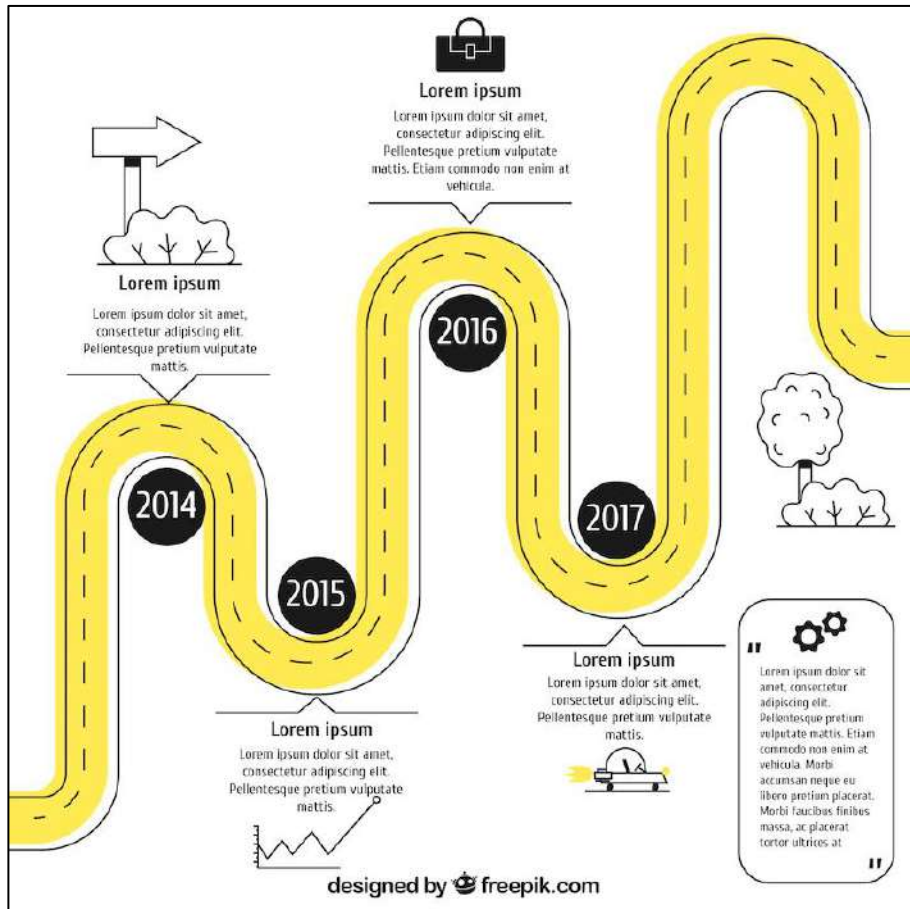 Lorem ipsum
Lorem ipsum dolor sit amet,
consectetur adipiscing elit.
Pellentesque pretium vulputate
mattis. Etiam commodo non enim at
vehicula.
Lorem ipsum
Lorem ipsum dolor sit amet,
consectetur adipiscing elit.
Pellentesque pretium vulputate
mattis.
2016
2014
2017
2015
Lorem ipsum
Lorem ipsum dolor sit amet,
consectetur adipiscing elit.
Pellentesque pretium vulputate
mattis.
Lorem ipsum
Lorem ipsum dolor sit amet,
consectetur adipiscing elit.
Pellentesque pretium vulputate
mattis.
"
Lorem ipsum dolor sit
amet, consectetur
adipiscing elit.
Pellentesque pretium
vulputate mattis. Etiam
commodo non enim at
vehicula. Morbi
accumsan neque eu
libero pretium placerat.
Morbi faucibus finibus
massa, ac placerat
tortor ultrices at
"
designed by freepik.com